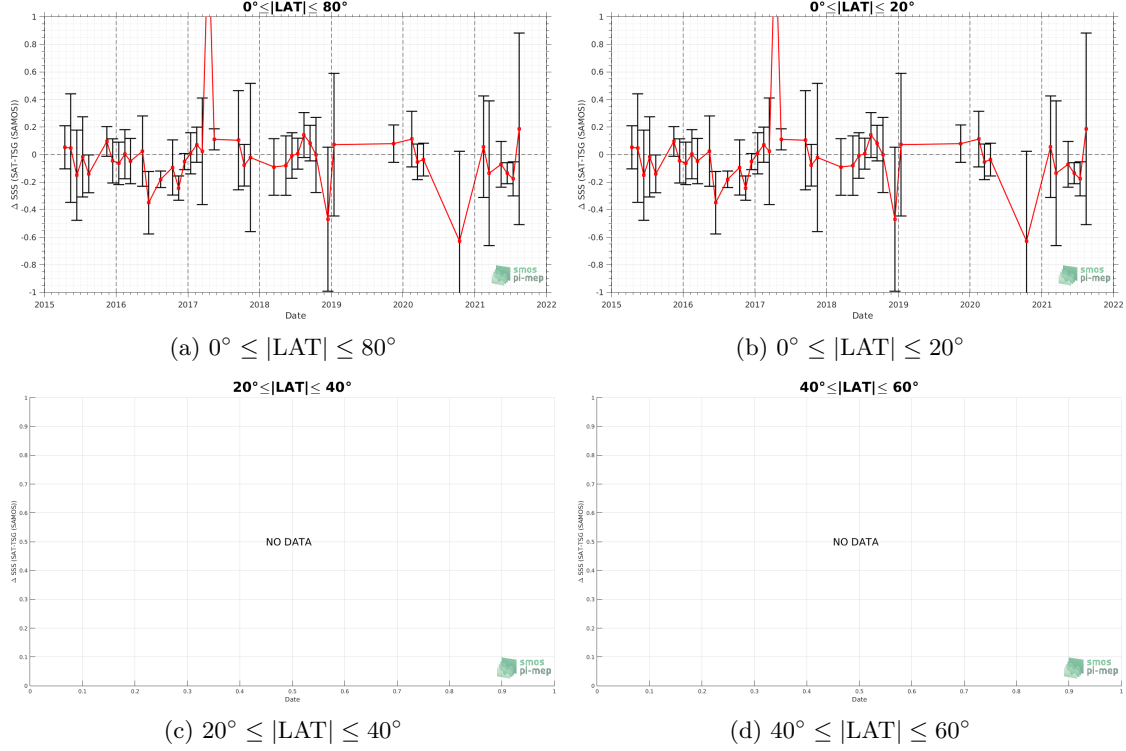 0°≤|LAT|≤ 80°
1
0.8
0.6
0.4
0.2
0
-0.2
-0.4
-0.6
-0.8
-1
Δ SSS (SAT-TSG (SAMOS))
2015 2016 2017 2018 2019 2020 2021 2022
Date
smos
pi-mep
(a) 0° ≤ |LAT| ≤ 80°
0°≤|LAT|≤ 20°
1
0.8
0.6
0.4
0.2
0
-0.2
-0.4
-0.6
-0.8
-1
Δ SSS (SAT-TSG (SAMOS))
2015 2016 2017 2018 2019 2020 2021 2022
Date
smos
pi-mep
(b) 0° ≤ |LAT| ≤ 20°
20°≤|LAT|≤ 40°
1
0.9
0.8
0.7
0.6
0.5
0.4
0.3
0.2
0.1
0
Δ SSS (SAT-TSG (SAMOS))
NO DATA
0 0.1 0.2 0.3 0.4 0.5 0.6 0.7 0.8 0.9 1
Date
smos
pi-mep
(c) 20° ≤ |LAT| ≤ 40°
40°≤|LAT|≤ 60°
1
0.9
0.8
0.7
0.6
0.5
0.4
0.3
0.2
0.1
0
Δ SSS (SAT-TSG (SAMOS))
NO DATA
0 0.1 0.2 0.3 0.4 0.5 0.6 0.7 0.8 0.9 1
Date
smos
pi-mep
(d) 40° ≤ |LAT| ≤ 60°